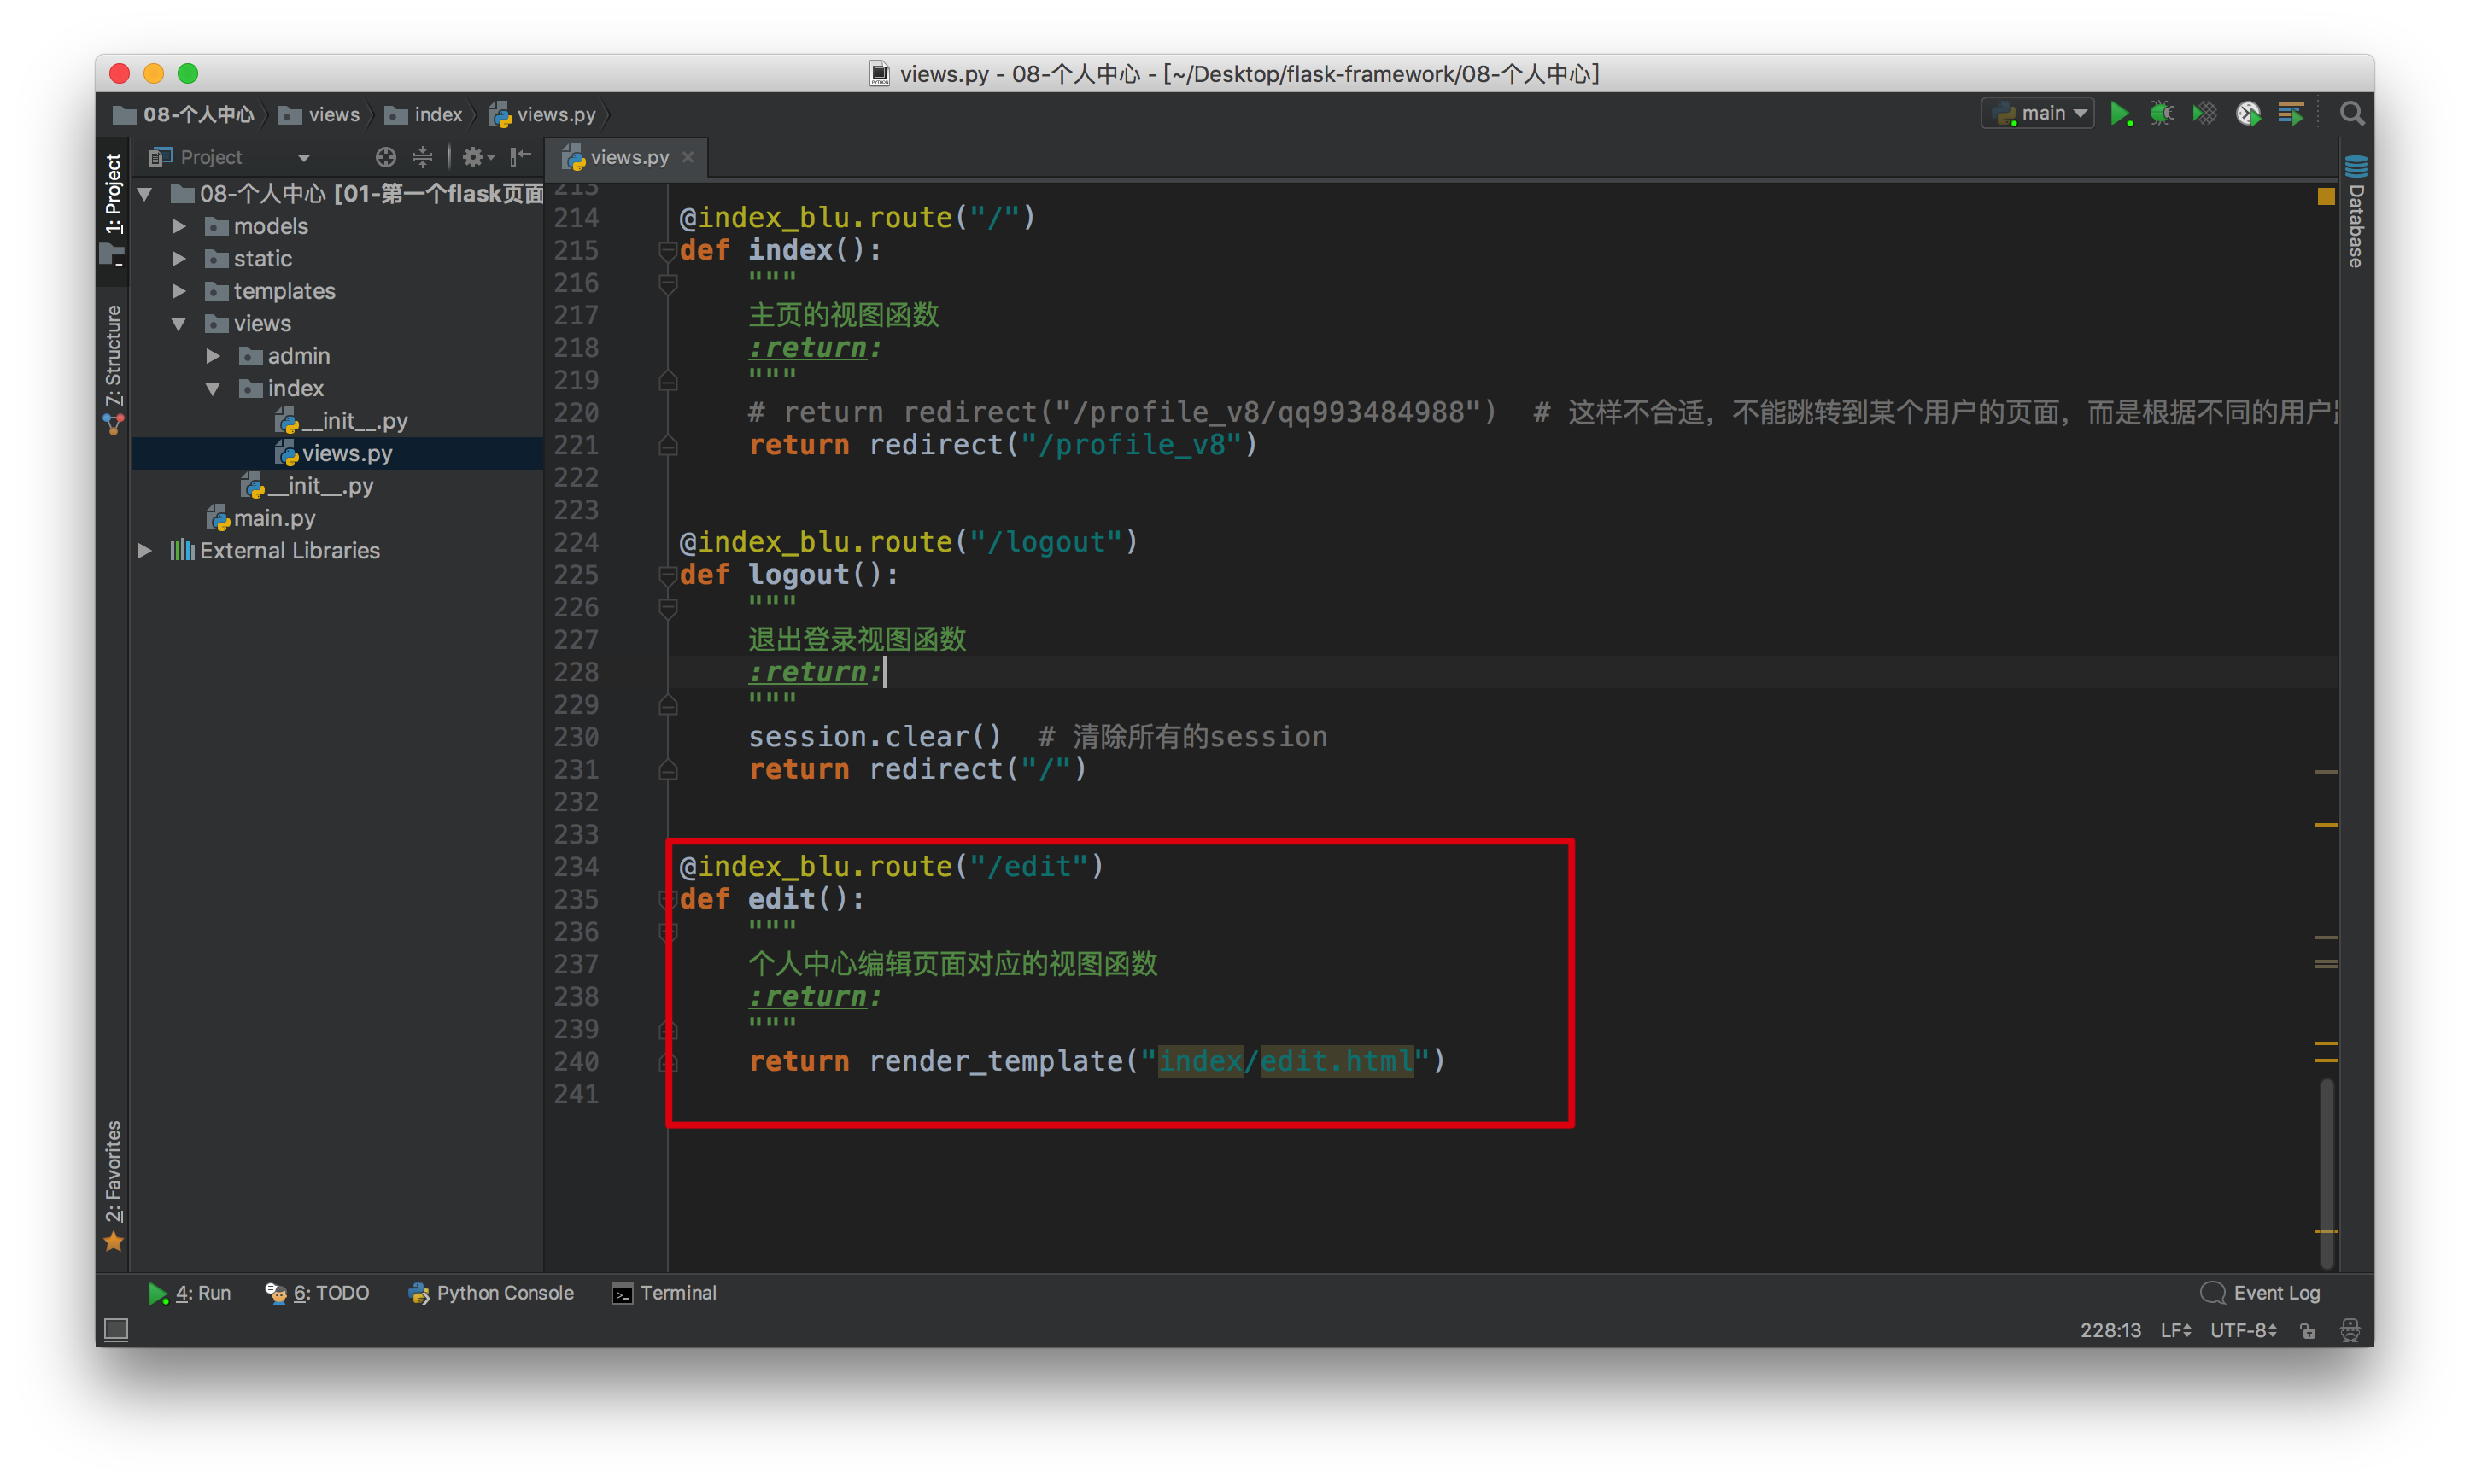 views.py - 08-个人中心 - [~/Desktop/flask-framework/08-个人中心]
08-个人中心 views index views.py
main
1: Project
Project
views.py
Database
08-个人中心 [01-第一个flask页面
models
static
templates
views
admin
index
__init__.py
views.py
__init__.py
main.py
External Libraries
7: Structure
2: Favorites
213
214 @index_blu.route("/")
215 def index():
216 """
217 主页的视图函数
218 :return:
219 """
220 # return redirect("/profile_v8/qq993484988") # 这样不合适，不能跳转到某个用户的页面，而是根据不同的用户
221 return redirect("/profile_v8")
222
223
224 @index_blu.route("/logout")
225 def logout():
226 """
227 退出登录视图函数
228 :return:
229 """
230 session.clear() # 清除所有的session
231 return redirect("/")
232
233
234 @index_blu.route("/edit")
235 def edit():
236 """
237 个人中心编辑页面对应的视图函数
238 :return:
239 """
240 return render_template("index/edit.html")
241
4: Run 6: TODO Python Console Terminal Event Log
228:13 LF UTF-8